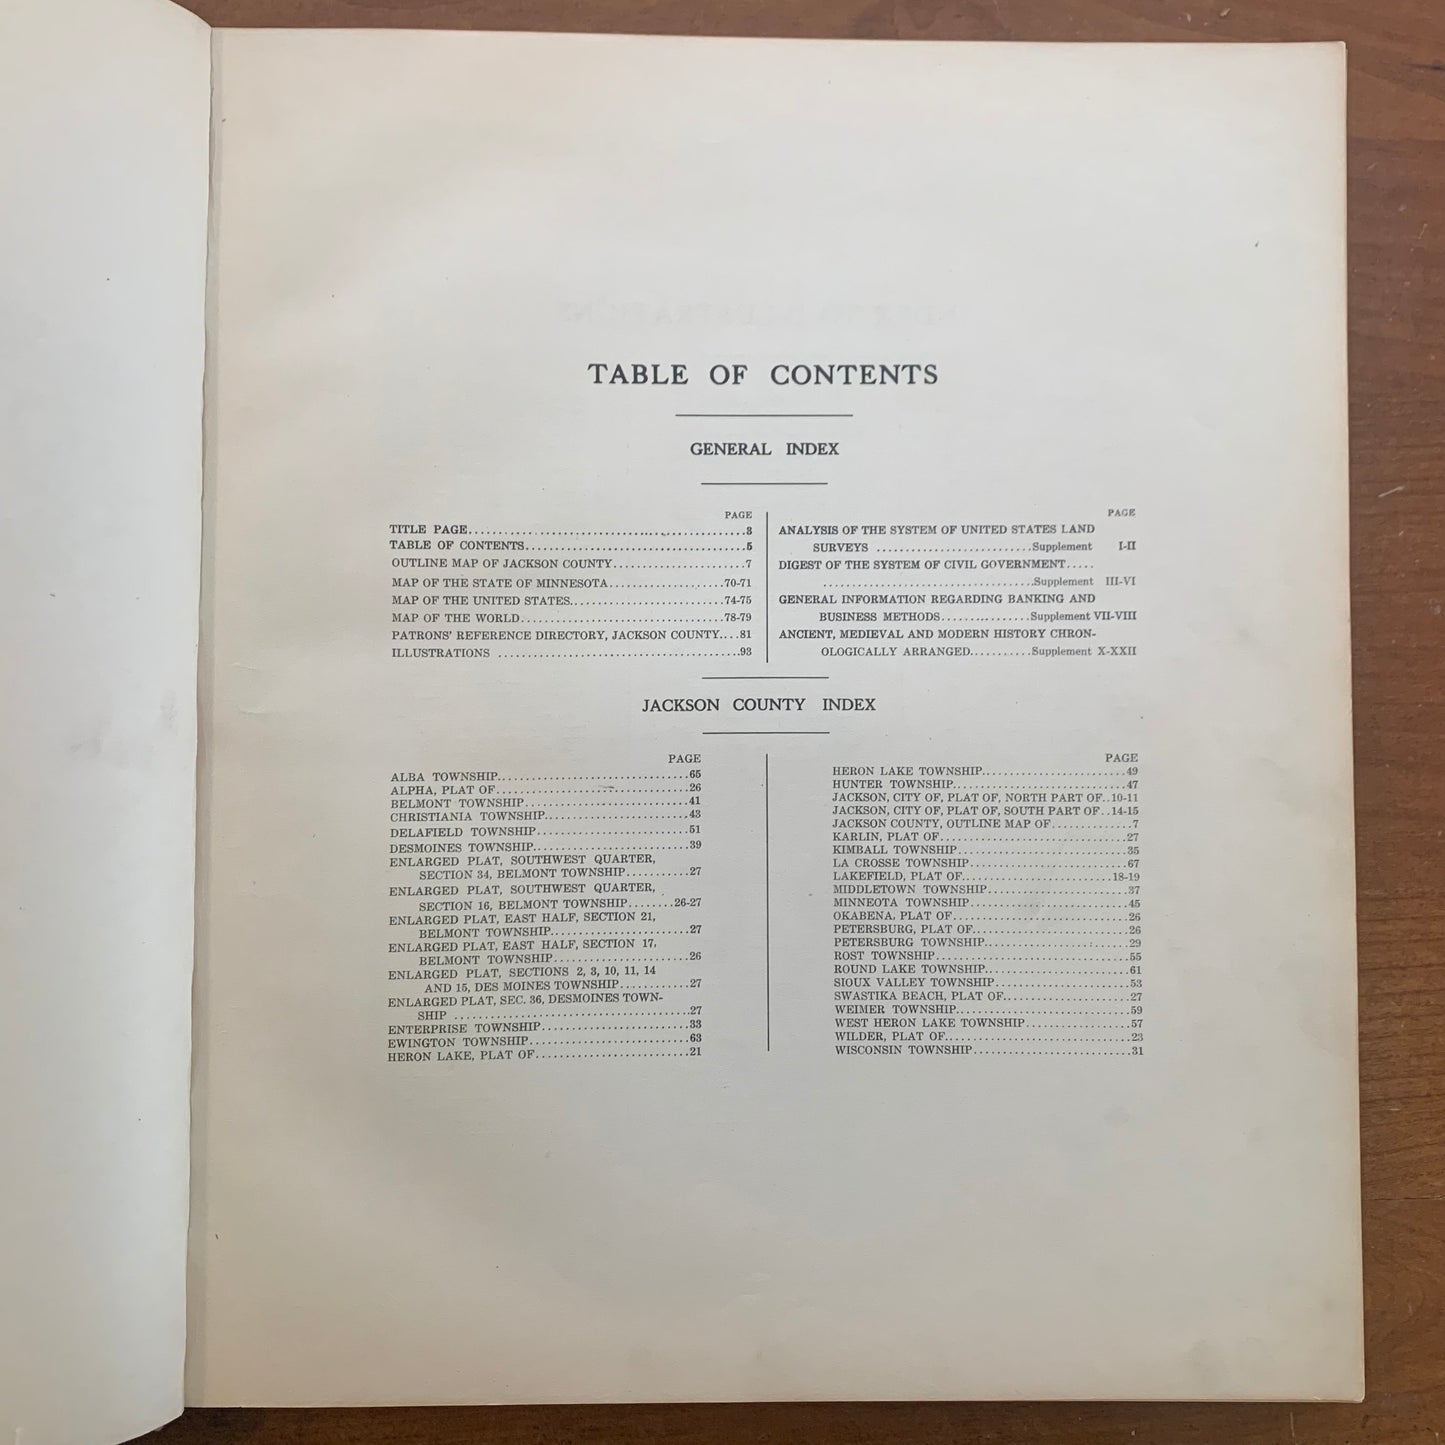 TABLE OF CONTENTS
GENERAL INDEX
PAGE
TITLE PAGE................................................3
TABLE OF CONTENTS.......................................5
OUTLINE MAP OF JACKSON COUNTY.......................7
MAP OF THE STATE OF MINNESOTA....................70-71
MAP OF THE UNITED STATES...........................74-75
MAP OF THE WORLD....................................78-79
PATRONS' REFERENCE DIRECTORY, JACKSON COUNTY....81
ILLUSTRATIONS ..........................................93
PAGE
ANALYSIS OF THE SYSTEM OF UNITED STATES LAND
SURVEYS ...........................Supplement I-II
DIGEST OF THE SYSTEM OF CIVIL GOVERNMENT.....
.....................................Supplement III-VI
GENERAL INFORMATION REGARDING BANKING AND
BUSINESS METHODS................Supplement VII-VIII
ANCIENT, MEDIEVAL AND MODERN HISTORY CHRON-
OLOGICALLY ARRANGED...........Supplement X-XXII
JACKSON COUNTY INDEX
PAGE
ALBA TOWNSHIP.................................65
ALPHA, PLAT OF..................................26
BELMONT TOWNSHIP............................41
CHRISTIANIA TOWNSHIP.........................43
DELAFIELD TOWNSHIP..........................51
DESMOINES TOWNSHIP..........................39
ENLARGED PLAT, SOUTHWEST QUARTER,
SECTION 34, BELMONT TOWNSHIP...........27
ENLARGED PLAT, SOUTHWEST QUARTER,
SECTION 16, BELMONT TOWNSHIP........26-27
ENLARGED PLAT, EAST HALF, SECTION 21,
BELMONT TOWNSHIP........................27
ENLARGED PLAT, EAST HALF, SECTION 17,
BELMONT TOWNSHIP........................26
ENLARGED PLAT, SECTIONS 2, 3, 10, 11, 14
AND 15, DES MOINES TOWNSHIP............27
ENLARGED PLAT, SEC. 36, DESMOINES TOWN-
SHIP .........................................27
ENTERPRISE TOWNSHIP.........................33
EWINGTON TOWNSHIP...........................63
HERON LAKE, PLAT OF..........................21
PAGE
HERON LAKE TOWNSHIP.........................49
HUNTER TOWNSHIP..............................47
JACKSON, CITY OF, PLAT OF, NORTH PART OF..10-11
JACKSON, CITY OF, PLAT OF, SOUTH PART OF..14-15
JACKSON COUNTY, OUTLINE MAP OF..............7
KARLIN, PLAT OF................................27
KIMBALL TOWNSHIP.............................35
LA CROSSE TOWNSHIP...........................67
LAKEFIELD, PLAT OF..........................18-19
MIDDLETOWN TOWNSHIP........................37
MINNEOTA TOWNSHIP...........................45
OKABENA, PLAT OF..............................26
PETERSBURG, PLAT OF...........................26
PETERSBURG TOWNSHIP.........................29
ROST TOWNSHIP.................................55
ROUND LAKE TOWNSHIP.........................61
SIOUX VALLEY TOWNSHIP.......................53
SWASTIKA BEACH, PLAT OF......................27
WEIMER TOWNSHIP..............................59
WEST HERON LAKE TOWNSHIP...................57
WILDER, PLAT OF...............................23
WISCONSIN TOWNSHIP...........................31